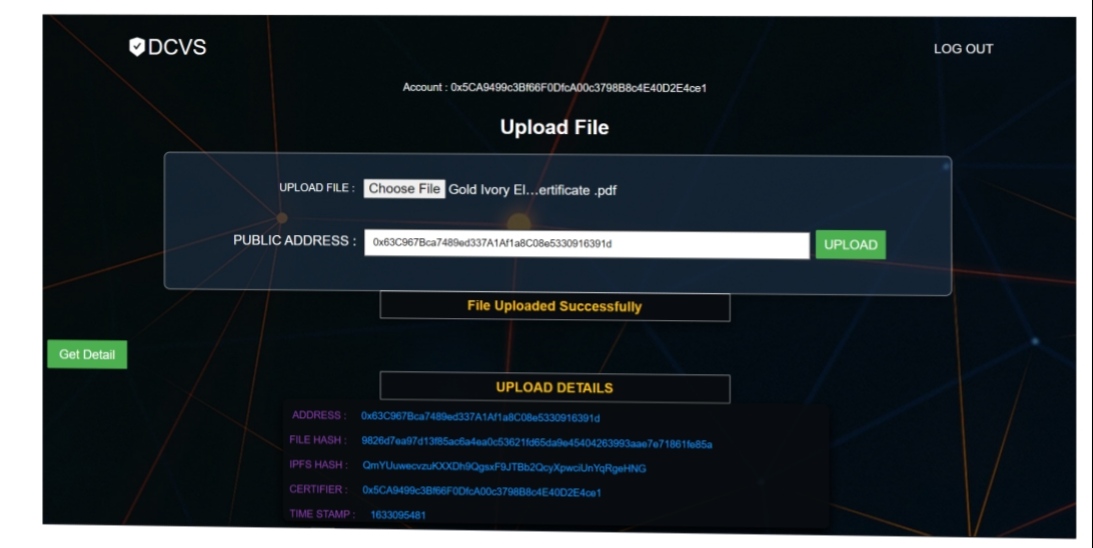 DCVS
LOG OUT
Account : 0x5CA9499c3Bf66F0DfcA00c3798B8c4E40D2E4ce1
Upload File
UPLOAD FILE : Choose File Gold Ivory El...ertificate .pdf
PUBLIC ADDRESS : 0x63C967Bca7489ed337A1Af1a8C08e5330916391d UPLOAD
File Uploaded Successfully
Get Detail
UPLOAD DETAILS
ADDRESS : 0x63C967Bca7489ed337A1Af1a8C08e5330916391d
FILE HASH : 9826d7ea97d13f85ac6a4ea0c53621fd65da9e45404263993aae7e71861fe85a
IPFS HASH : QmYUuwecvzuKXXDh9QgsxF9JTBb2QcyXpwciUnYqRgeHNG
CERTIFIER : 0x5CA9499c3Bf66F0DfcA00c3798B8c4E40D2E4ce1
TIME STAMP : 1633095481